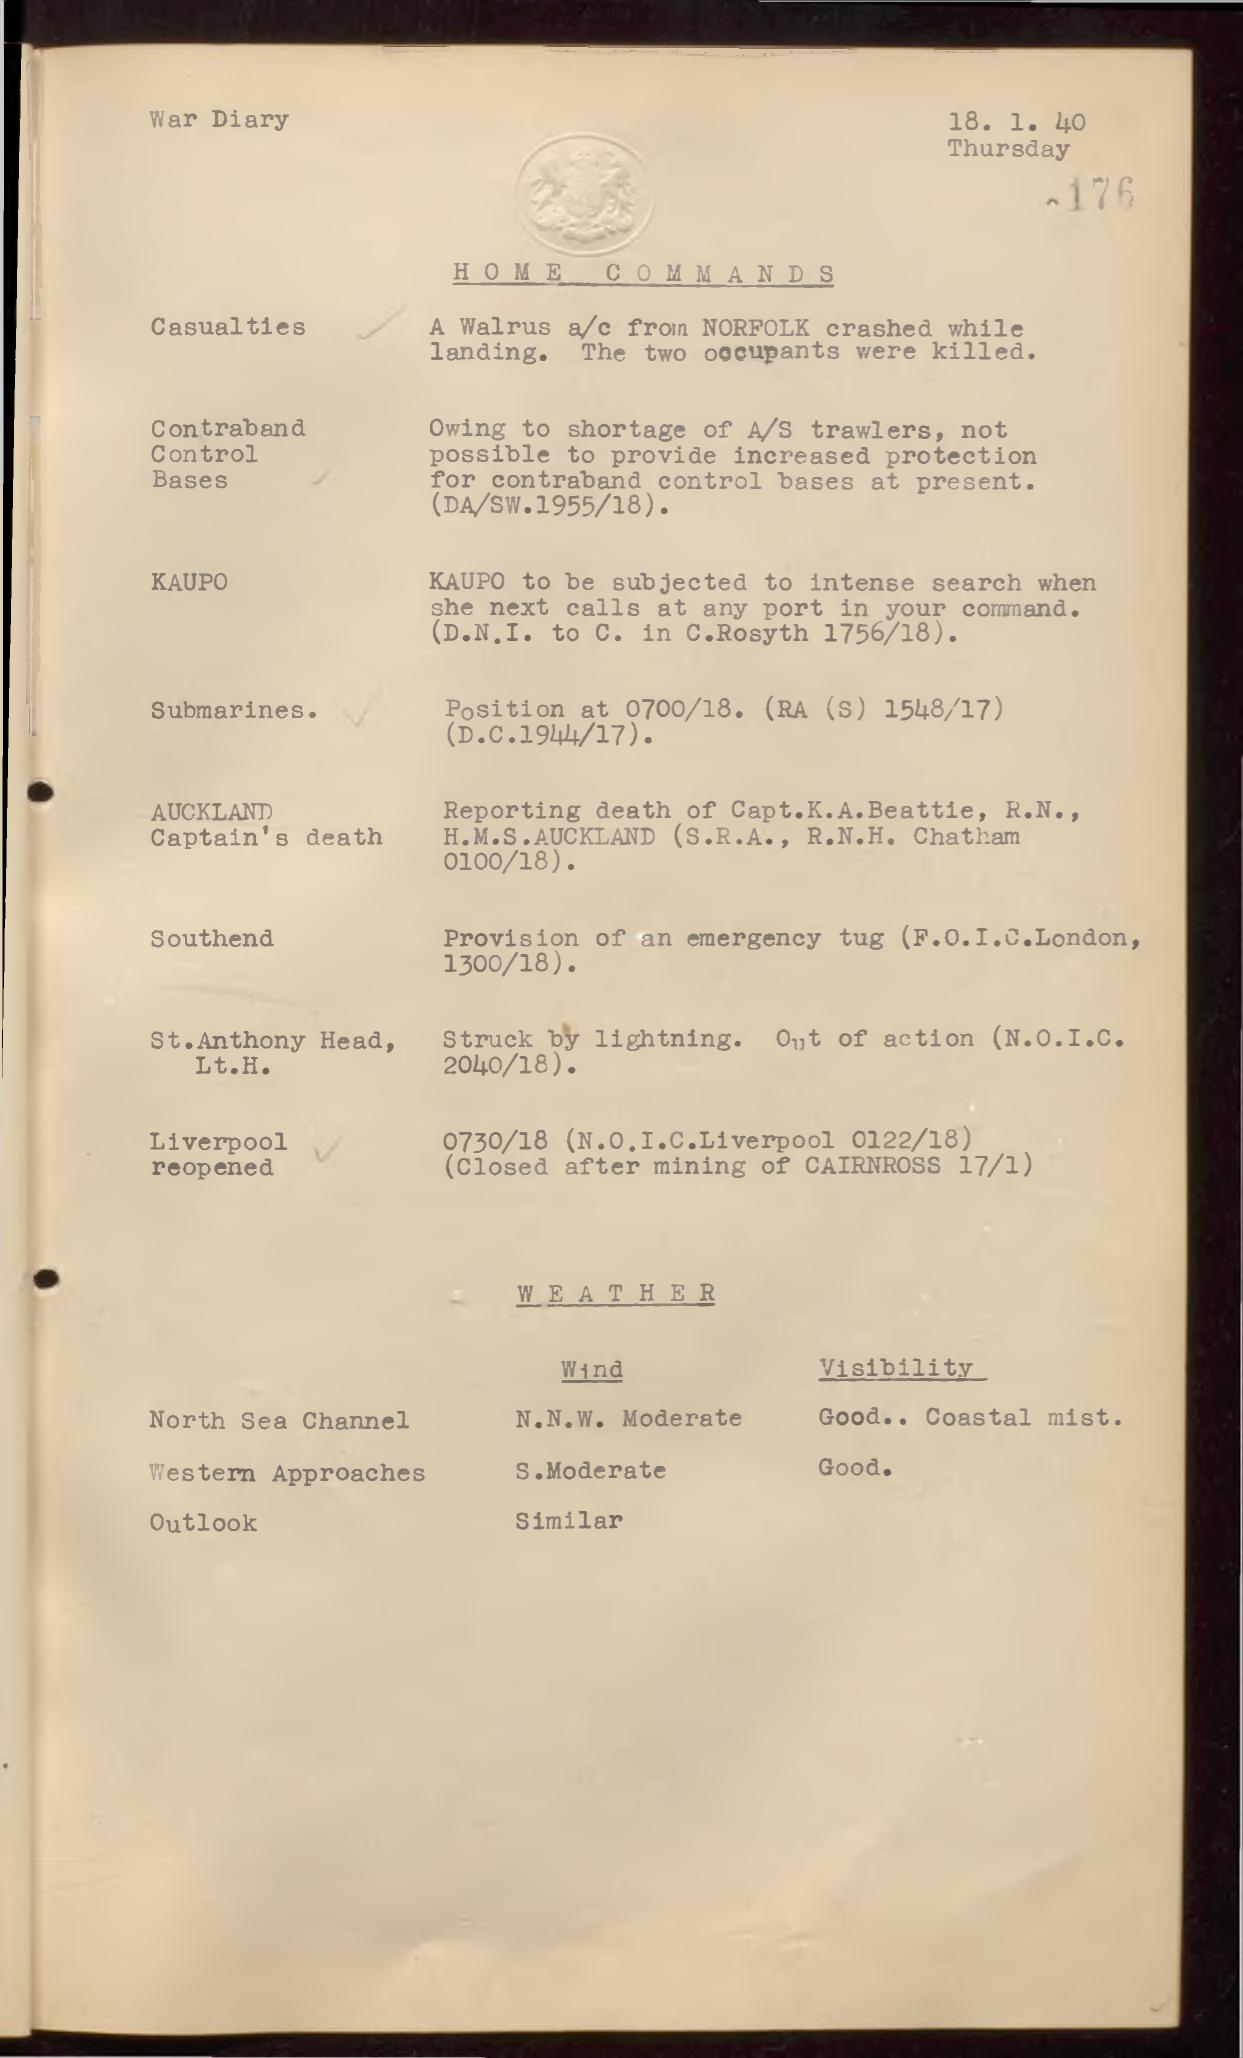 War Diary
18. 1. 40
Thursday
176
HOME COMMANDS
Casualties A Walrus a/c from NORFOLK crashed while
landing. The two occupants were killed.
Contraband Owing to shortage of A/S trawlers, not
Control possible to provide increased protection
Bases for contraband control bases at present.
(DA/SW.1955/18).
KAUPO KAUPO to be subjected to intense search when
she next calls at any port in your command.
(D.N.I. to C. in C.Rosyth 1756/18).
Submarines. Position at 0700/18. (RA (S) 1548/17)
(D.C.1944/17).
AUCKLAND Reporting death of Capt.K.A.Beattie, R.N.,
Captain's death H.M.S.AUCKLAND (S.R.A., R.N.H. Chatham
0100/18).
Southend Provision of an emergency tug (F.O.I.C.London,
1300/18).
St.Anthony Head, Struck by lightning. Out of action (N.O.I.C.
Lt.H. 2040/18).
Liverpool 0730/18 (N.O.I.C.Liverpool 0122/18)
reopened (Closed after mining of CAIRNROSS 17/1)
WEATHER
Wind Visibility
North Sea Channel N.N.W. Moderate Good.. Coastal mist.
Western Approaches S.Moderate Good.
Outlook Similar